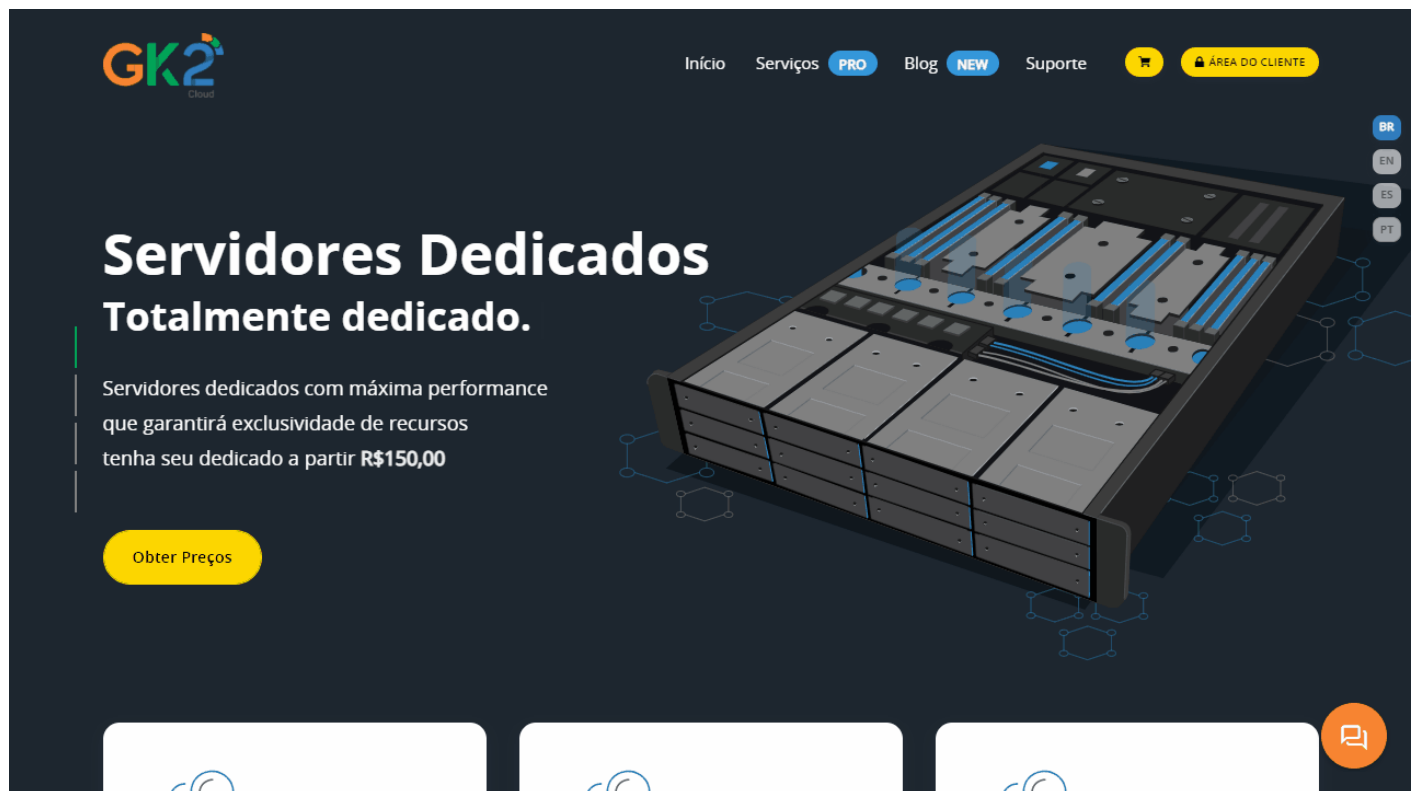 GK2
Cloud
Início
Serviços PRO
Blog NEW
Suporte
ÁREA DO CLIENTE
BR
EN
ES
PT
Servidores Dedicados
Totalmente dedicado.
Servidores dedicados com máxima performance
que garantirá exclusividade de recursos
tenha seu dedicado a partir R$150,00
Obter Preços